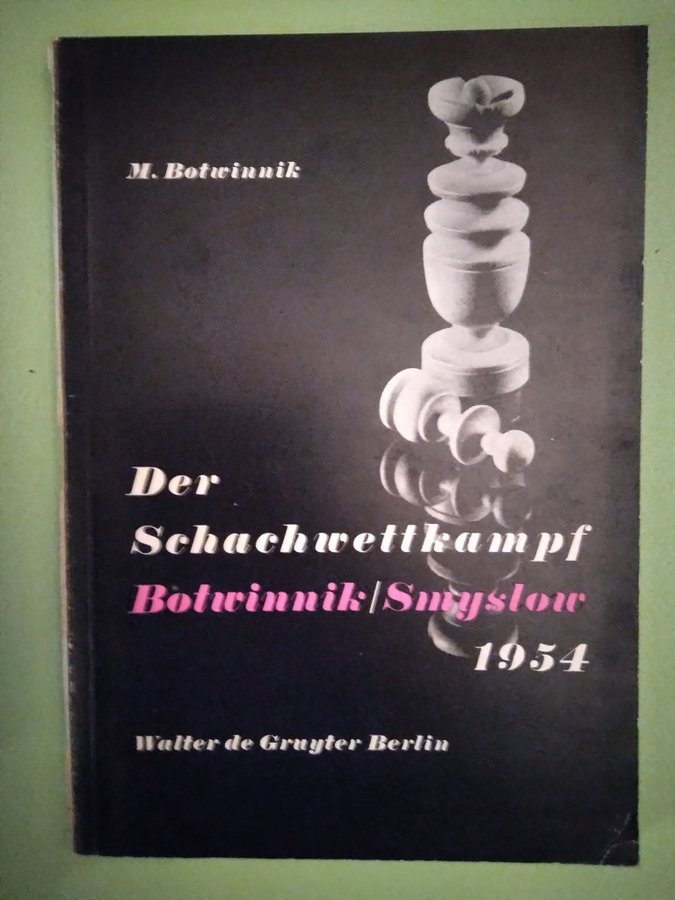 M. Botwinnik
Der
Schachwettkampf
Botwinnik/Smyslow
1954
Walter de Gruyter Berlin